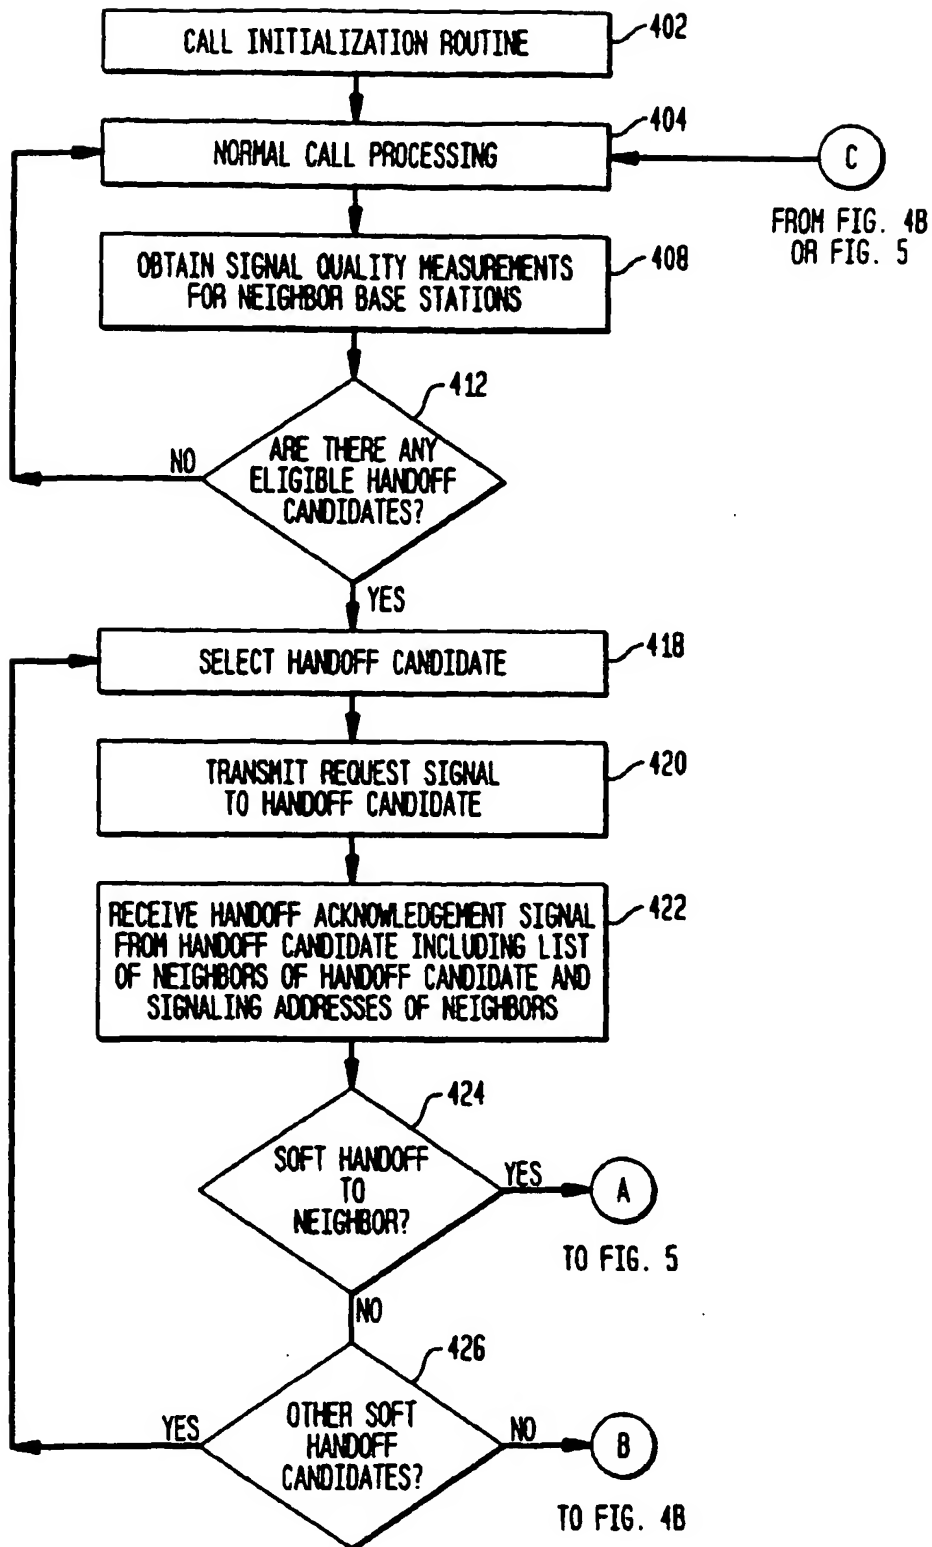 CALL INITIALIZATION ROUTINE
402
NORMAL CALL PROCESSING
404
C
FROM FIG. 4B
OR FIG. 5
OBTAIN SIGNAL QUALITY MEASUREMENTS
FOR NEIGHBOR BASE STATIONS
408
412
ARE THERE ANY
ELIGIBLE HANDOFF
CANDIDATES?
NO
YES
SELECT HANDOFF CANDIDATE
418
TRANSMIT REQUEST SIGNAL
TO HANDOFF CANDIDATE
420
RECEIVE HANDOFF ACKNOWLEDGEMENT SIGNAL
FROM HANDOFF CANDIDATE INCLUDING LIST
OF NEIGHBORS OF HANDOFF CANDIDATE AND
SIGNALING ADDRESSES OF NEIGHBORS
422
424
SOFT HANDOFF
TO
NEIGHBOR?
YES
A
TO FIG. 5
NO
426
OTHER SOFT
HANDOFF
CANDIDATES?
YES
NO
B
TO FIG. 4B